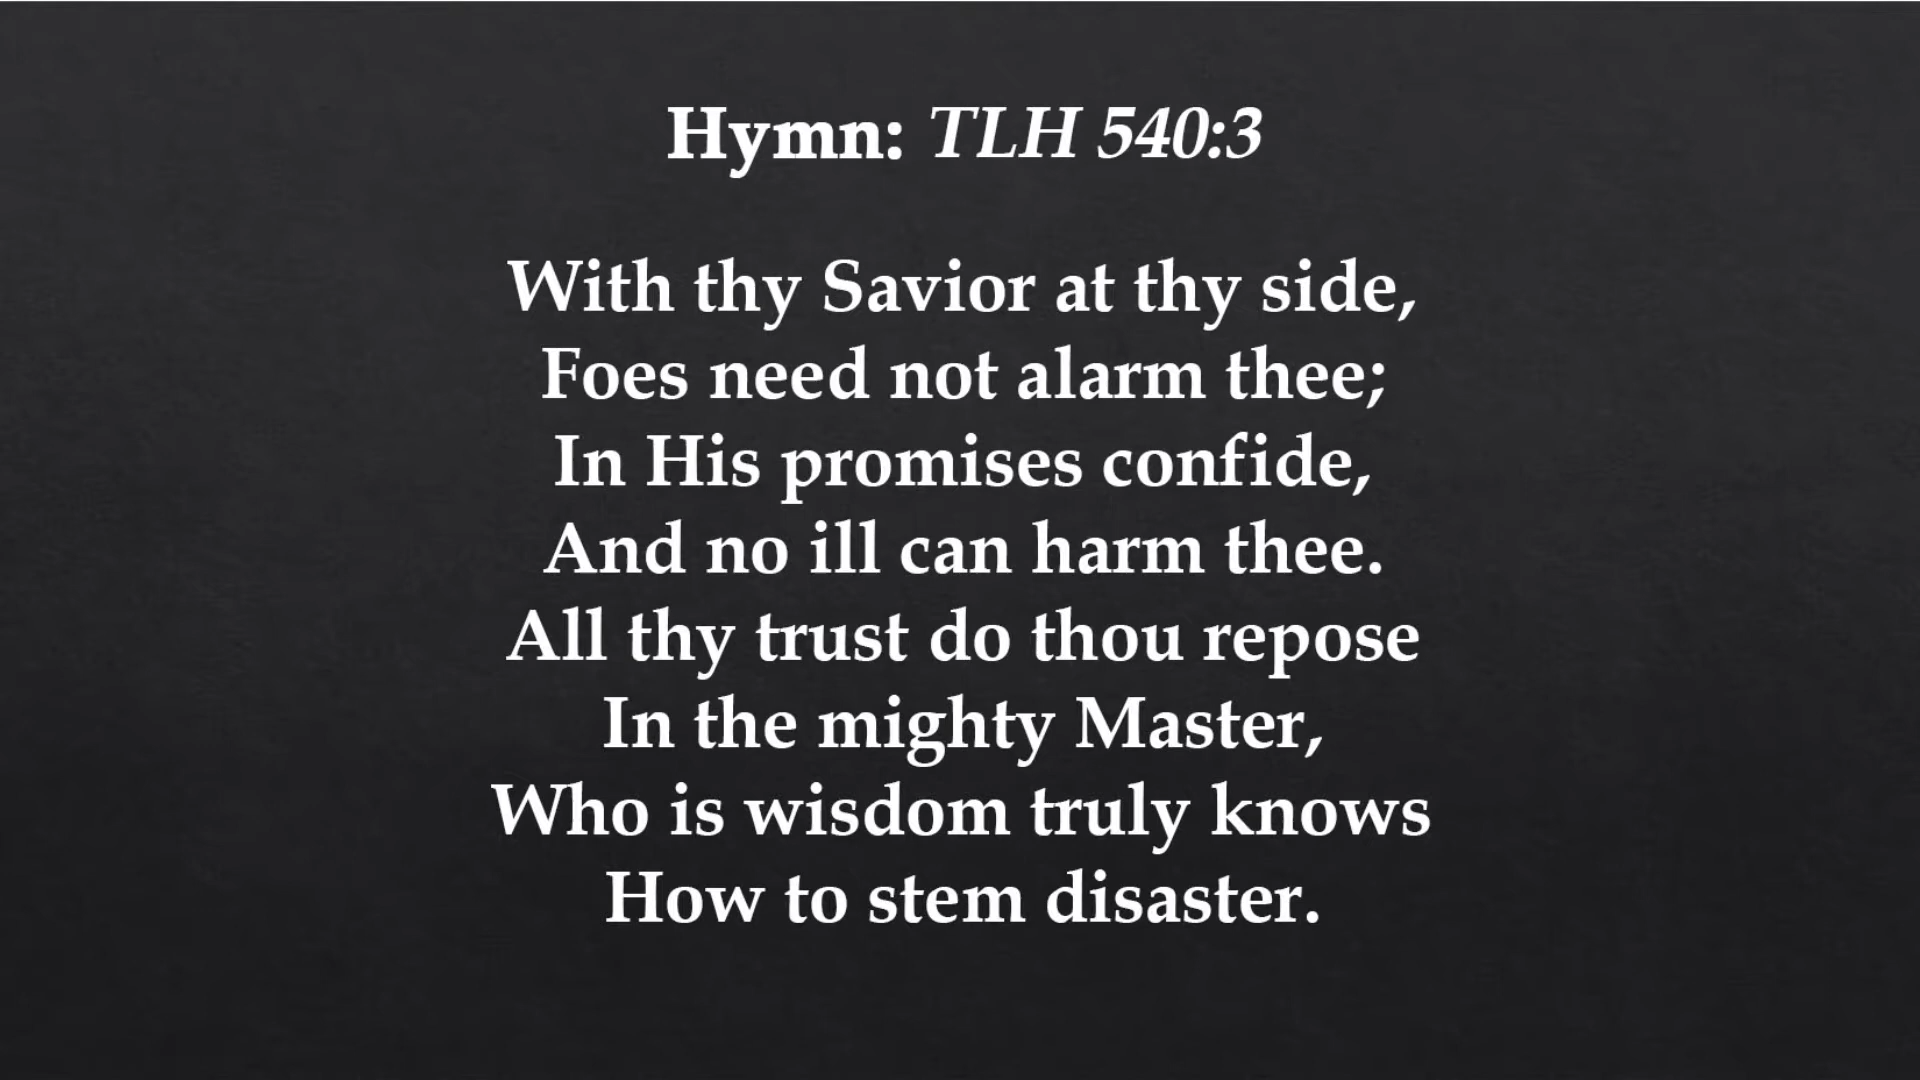 Hymn: TLH 540:3
With thy Savior at thy side,
Foes need not alarm thee;
In His promises confide,
And no ill can harm thee.
All thy trust do thou repose
In the mighty Master,
Who is wisdom truly knows
How to stem disaster.